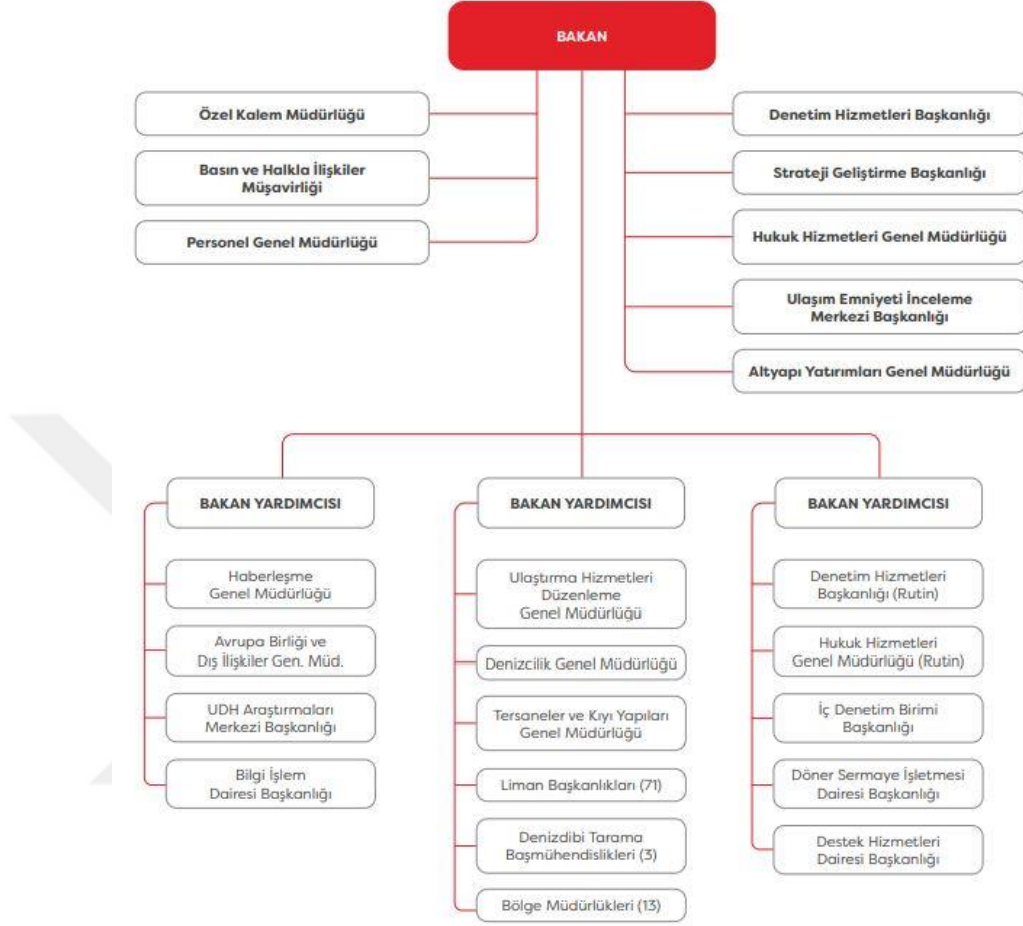 BAKAN
Özel Kalem Müdürlüğü
Basın ve Halkla İlişkiler
Müşavirliği
Personel Genel Müdürlüğü
Denetim Hizmetleri Başkanlığı
Strateji Geliştirme Başkanlığı
Hukuk Hizmetleri Genel Müdürlüğü
Ulaşım Emniyeti İnceleme
Merkezi Başkanlığı
Altyapı Yatırımları Genel Müdürlüğü
BAKAN YARDIMCISI
Haberleşme
Genel Müdürlüğü
Avrupa Birliği ve
Dış İlişkiler Gen. Müd.
UDH Araştırmaları
Merkezi Başkanlığı
Bilgi İşlem
Dairesi Başkanlığı
BAKAN YARDIMCISI
Ulaştırma Hizmetleri
Düzenleme
Genel Müdürlüğü
Denizcilik Genel Müdürlüğü
Tersaneler ve Kıyı Yapıları
Genel Müdürlüğü
Liman Başkanlıkları (71)
Denizdibi Tarama
Başmühendislikleri (3)
Bölge Müdürlükleri (13)
BAKAN YARDIMCISI
Denetim Hizmetleri
Başkanlığı (Rutin)
Hukuk Hizmetleri
Genel Müdürlüğü (Rutin)
İç Denetim Birimi
Başkanlığı
Döner Sermaye İşletmesi
Dairesi Başkanlığı
Destek Hizmetleri
Dairesi Başkanlığı